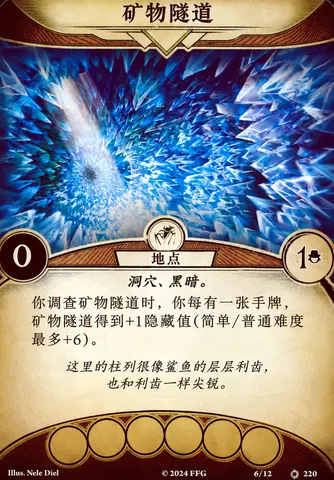 矿物隧道
0
地点
1
洞穴、黑暗。
你调查矿物隧道时，你每有一张手牌，
矿物隧道得到+1隐藏值(简单/普通难度
最多+6)。
这里的柱列很像鲨鱼的层层利齿，
也和利齿一样尖锐。
Illus. Nele Diel
© 2024 FFG
6/12
220